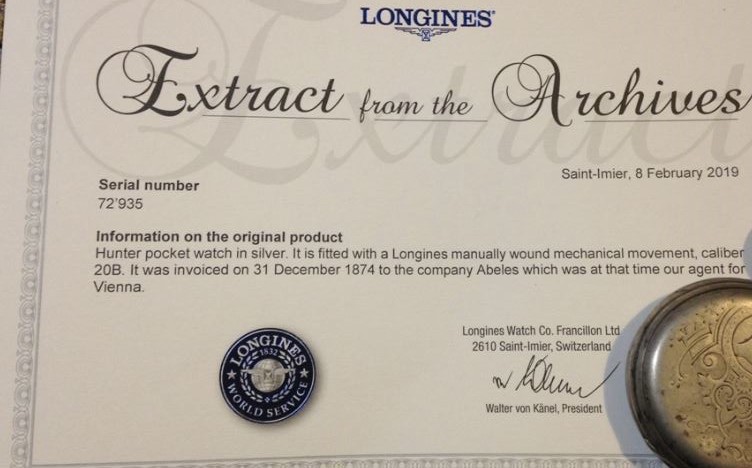 LONGINES®
Extract from the Archives
Saint-Imier, 8 February 2019
Serial number
72'935
Information on the original product
Hunter pocket watch in silver. It is fitted with a Longines manually wound mechanical movement, caliber
20B. It was invoiced on 31 December 1874 to the company Abeles which was at that time our agent for
Vienna.
Longines Watch Co. Francillon Ltd
2610 Saint-Imier, Switzerland
Walter von Känel, President
LONGINES
1832
WORLD SERVICE